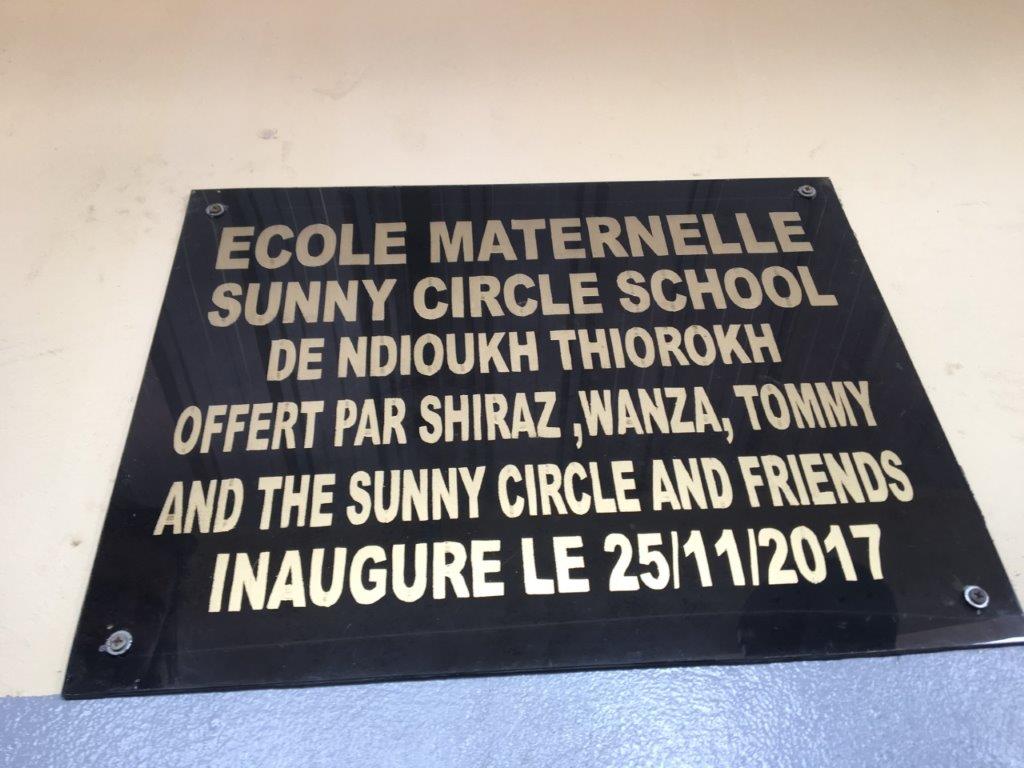 ECOLE MATERNELLE
SUNNY CIRCLE SCHOOL
DE NDIOUKH THIOROKH
OFFERT PAR SHIRAZ ,WANZA, TOMMY
AND THE SUNNY CIRCLE AND FRIENDS
INAUGURE LE 25/11/2017